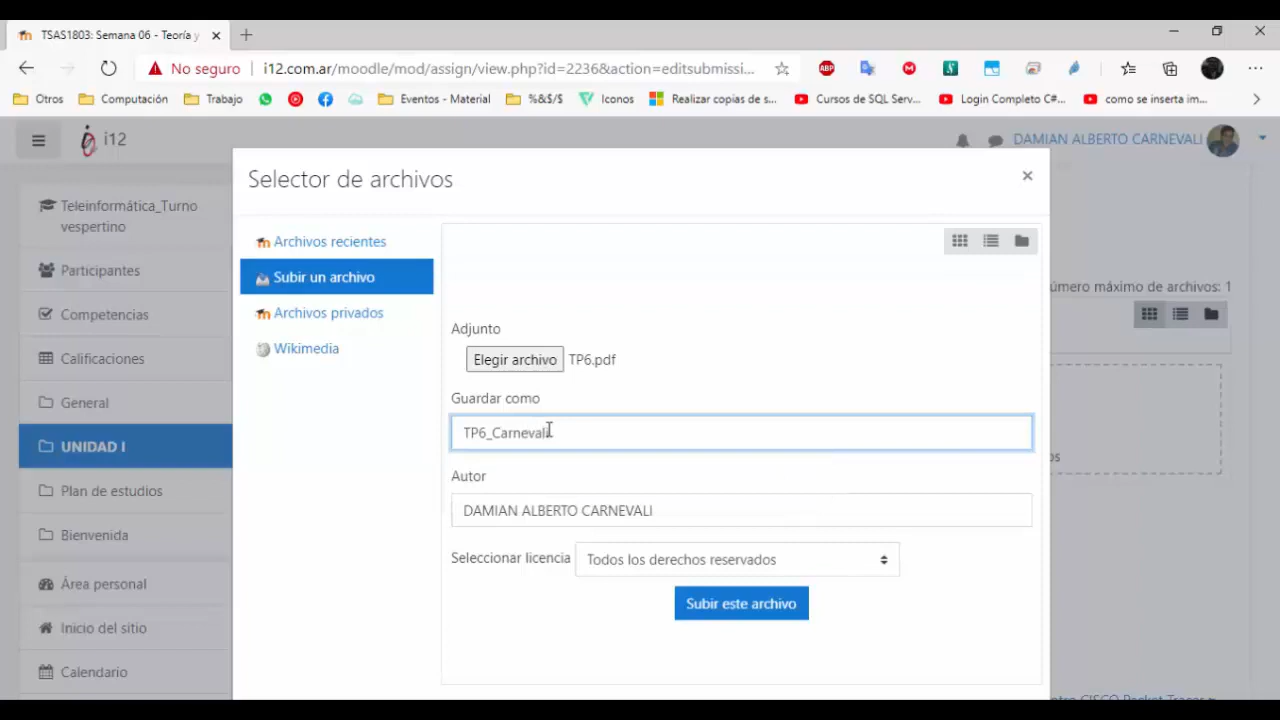 TSAS1803: Semana 06 - Teoría y
No seguro
i12.com.ar/moodle/mod/assign/view.php?id=2236&action=editsubmissi...
Otros
Computación
Trabajo
Eventos - Material
%&$/$
Iconos
Realizar copias de s...
Cursos de SQL Serv...
Login Completo C#...
como se inserta im...
ABP
i12
DAMIAN ALBERTO CARNEVALI
Teleinformática_Turno
vespertino
Participantes
Competencias
Calificaciones
General
UNIDAD I
Plan de estudios
Bienvenida
Área personal
Inicio del sitio
Calendario
Selector de archivos
Archivos recientes
Subir un archivo
Archivos privados
Wikimedia
Adjunto
Elegir archivo TP6.pdf
Guardar como
TP6_Carnevali
Autor
DAMIAN ALBERTO CARNEVALI
Seleccionar licencia
Todos los derechos reservados
Subir este archivo
máximo de archivos: 1
CISCO Packet Tracer